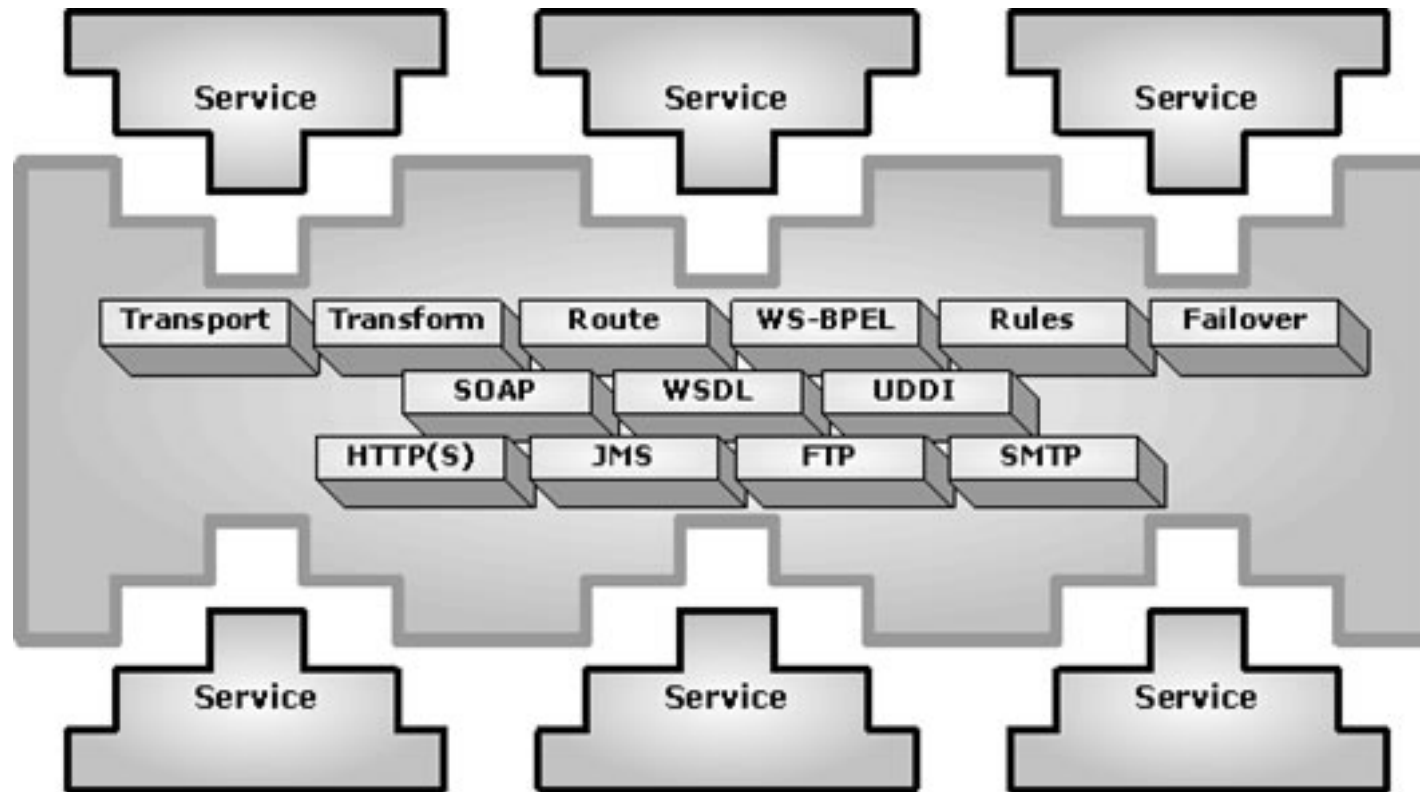 Service Service Service
Transport Transform Route WS-BPEL Rules Failover
SOAP WSDL UDDI
HTTP(S) JMS FTP SMTP
Service Service Service